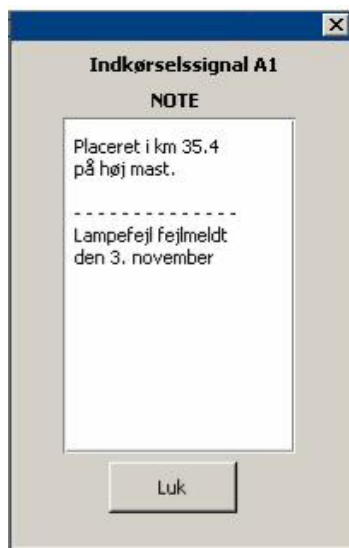 Indkørselssignal A1
NOTE
Placeret i km 35.4
på høj mast.
- - - - - - - - - - - - - -
Lampefejl fejlmeldt
den 3. november
Luk